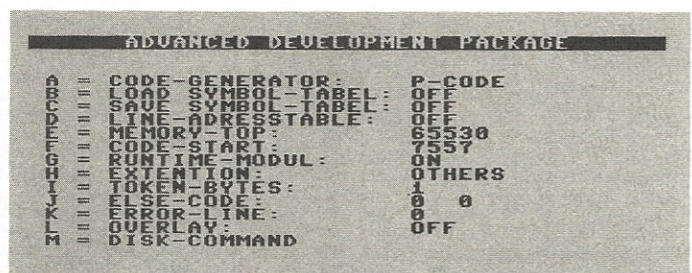 ADVANCED DEVELOPMENT PACKAGE
A = CODE-GENERATOR: P-CODE
B = LOAD SYMBOL-TABEL: OFF
C = SAVE SYMBOL-TABEL: OFF
D = LINE-ADRESSTABLE: OFF
E = MEMORY-TOP: 65530
F = CODE-START: 7557
G = RUNTIME-MODUL: ON
H = EXTENTION: OTHERS
I = TOKEN-BYTES: 1
J = ELSE-CODE: 0 0
K = ERROR-LINE: 0
L = OVERLAY: OFF
M = DISK-COMMAND